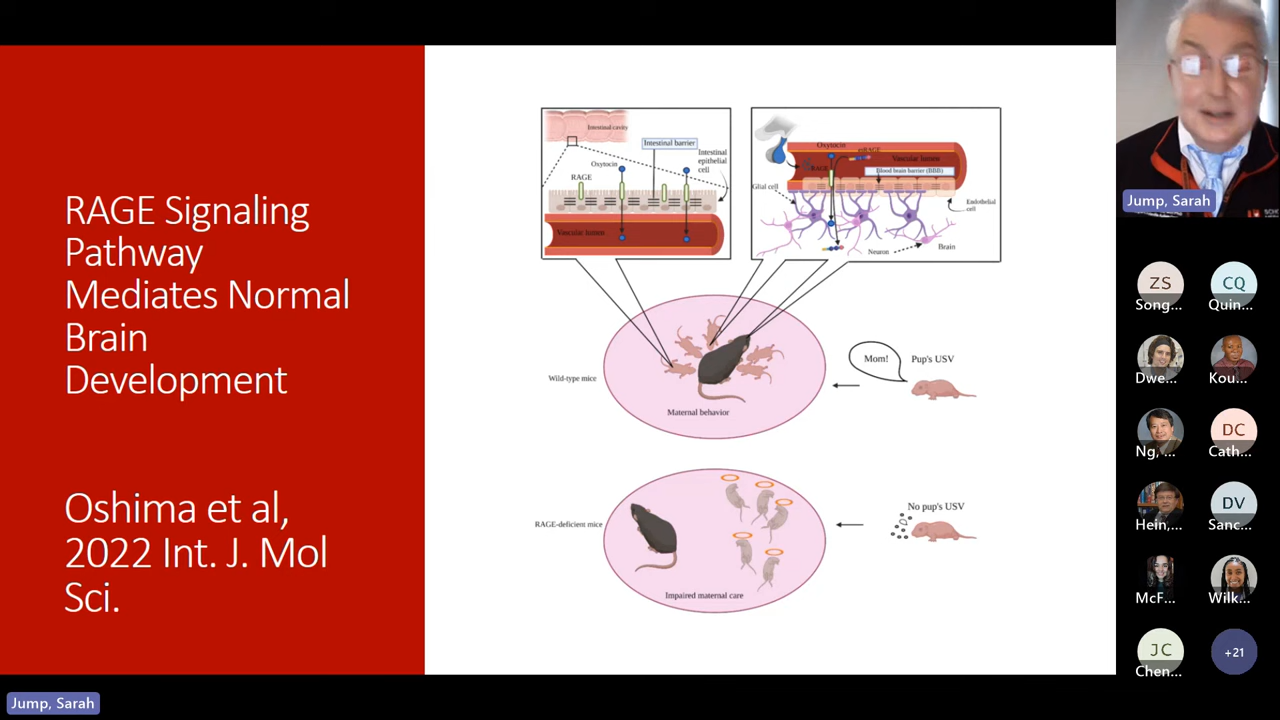 RAGE Signaling
Pathway
Mediates Normal
Brain
Development
Oshima et al,
2022 Int. J. Mol
Sci.
Intestinal cavity
Intestinal barrier
Intestinal
epithelial
cell
Oxytocin
RAGE
Vascular lumen
Oxytocin
esRAGE
Vascular lumen
RAGE
Blood brain barrier (BBB)
Glial cell
Endothelial
cell
Neuron
Brain
Wild-type mice
Maternal behavior
Mom!
Pup's USV
RAGE-deficient mice
Impaired maternal care
No pup's USV
Jump, Sarah
ZS
Song...
CQ
Quin...
Dwe...
Kou...
Ng, ...
DC
Cath...
Hein,...
DV
Sanc...
McF...
Wilk...
JC
Chen...
+21
Jump, Sarah